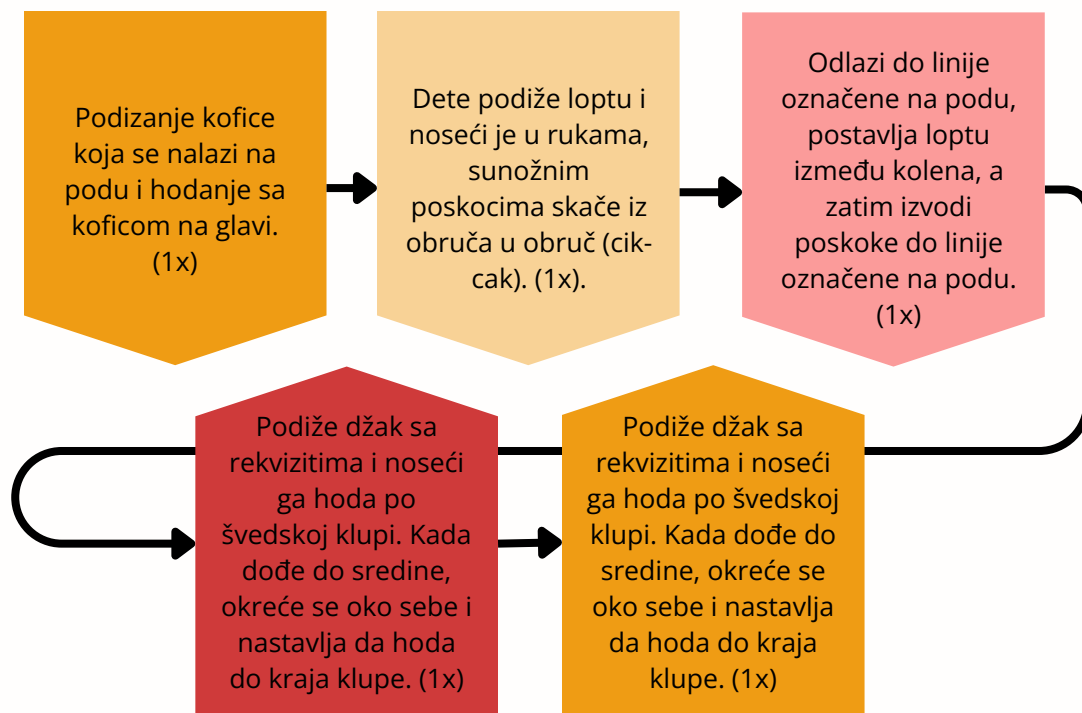 Podizanje kofice
koja se nalazi na
podu i hodanje sa
koficom na glavi.
(1x)
Dete podiže loptu i
noseći je u rukama,
sunožnim
poskocima skače iz
obruča u obruč (cik-
cak). (1x).
Odlazi do linije
označene na podu,
postavlja loptu
između kolena, a
zatim izvodi
poskoke do linije
označene na podu.
(1x)
Podiže džak sa
rekvizitima i noseći
ga hoda po
švedskoj klupi. Kada
dođe do sredine,
okreće se oko sebe i
nastavlja da hoda
do kraja klupe. (1x)
Podiže džak sa
rekvizitima i noseći
ga hoda po švedskoj
klupi. Kada dođe do
sredine, okreće se
oko sebe i nastavlja
da hoda do kraja
klupe. (1x)